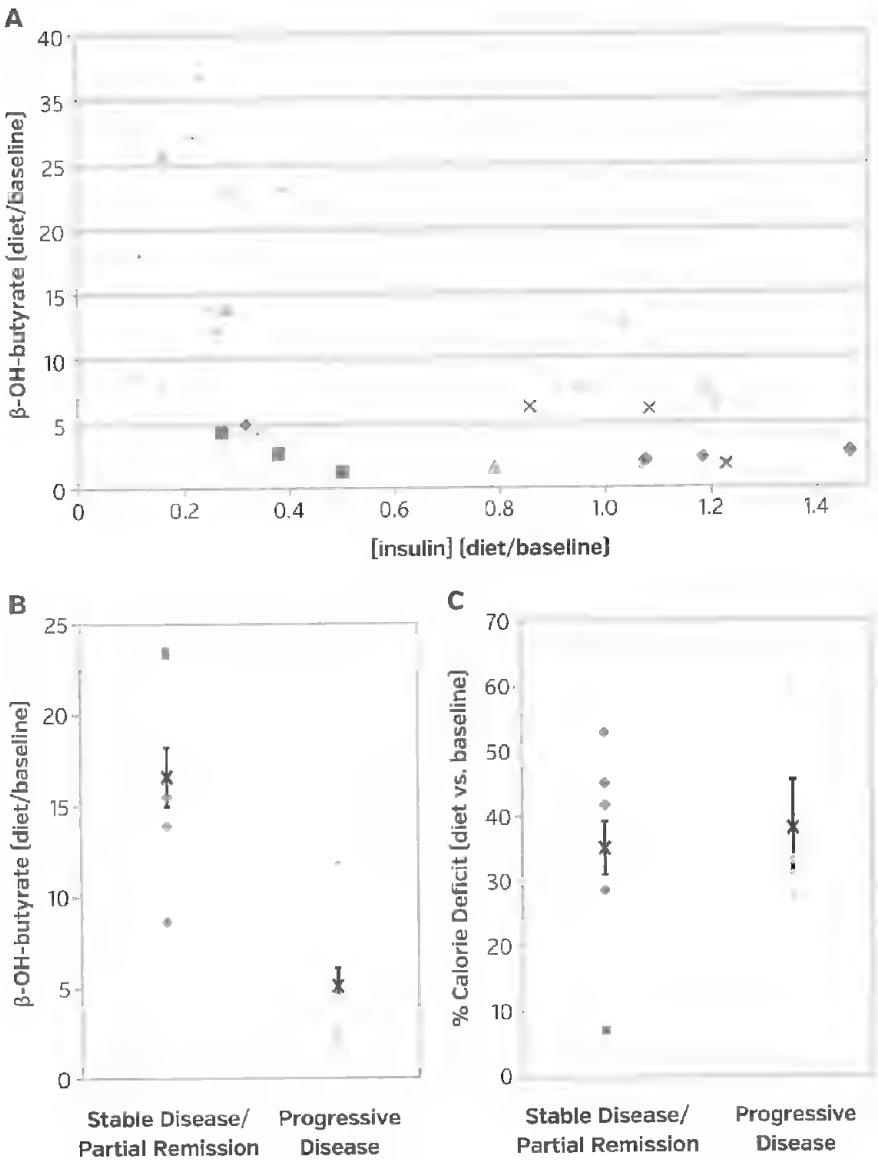 A
40
35
30
25
20
15
10
5
0
β-OH-butyrate [diet/baseline]
0 0.2 0.4 0.6 0.8 1.0 1.2 1.4
[insulin] [diet/baseline]
B
25
20
15
10
5
0
β-OH-butyrate [diet/baseline]
Stable Disease/ Progressive
Partial Remission Disease
C
70
60
50
40
30
20
10
0
% Calorie Deficit [diet vs. baseline]
Stable Disease/ Progressive
Partial Remission Disease